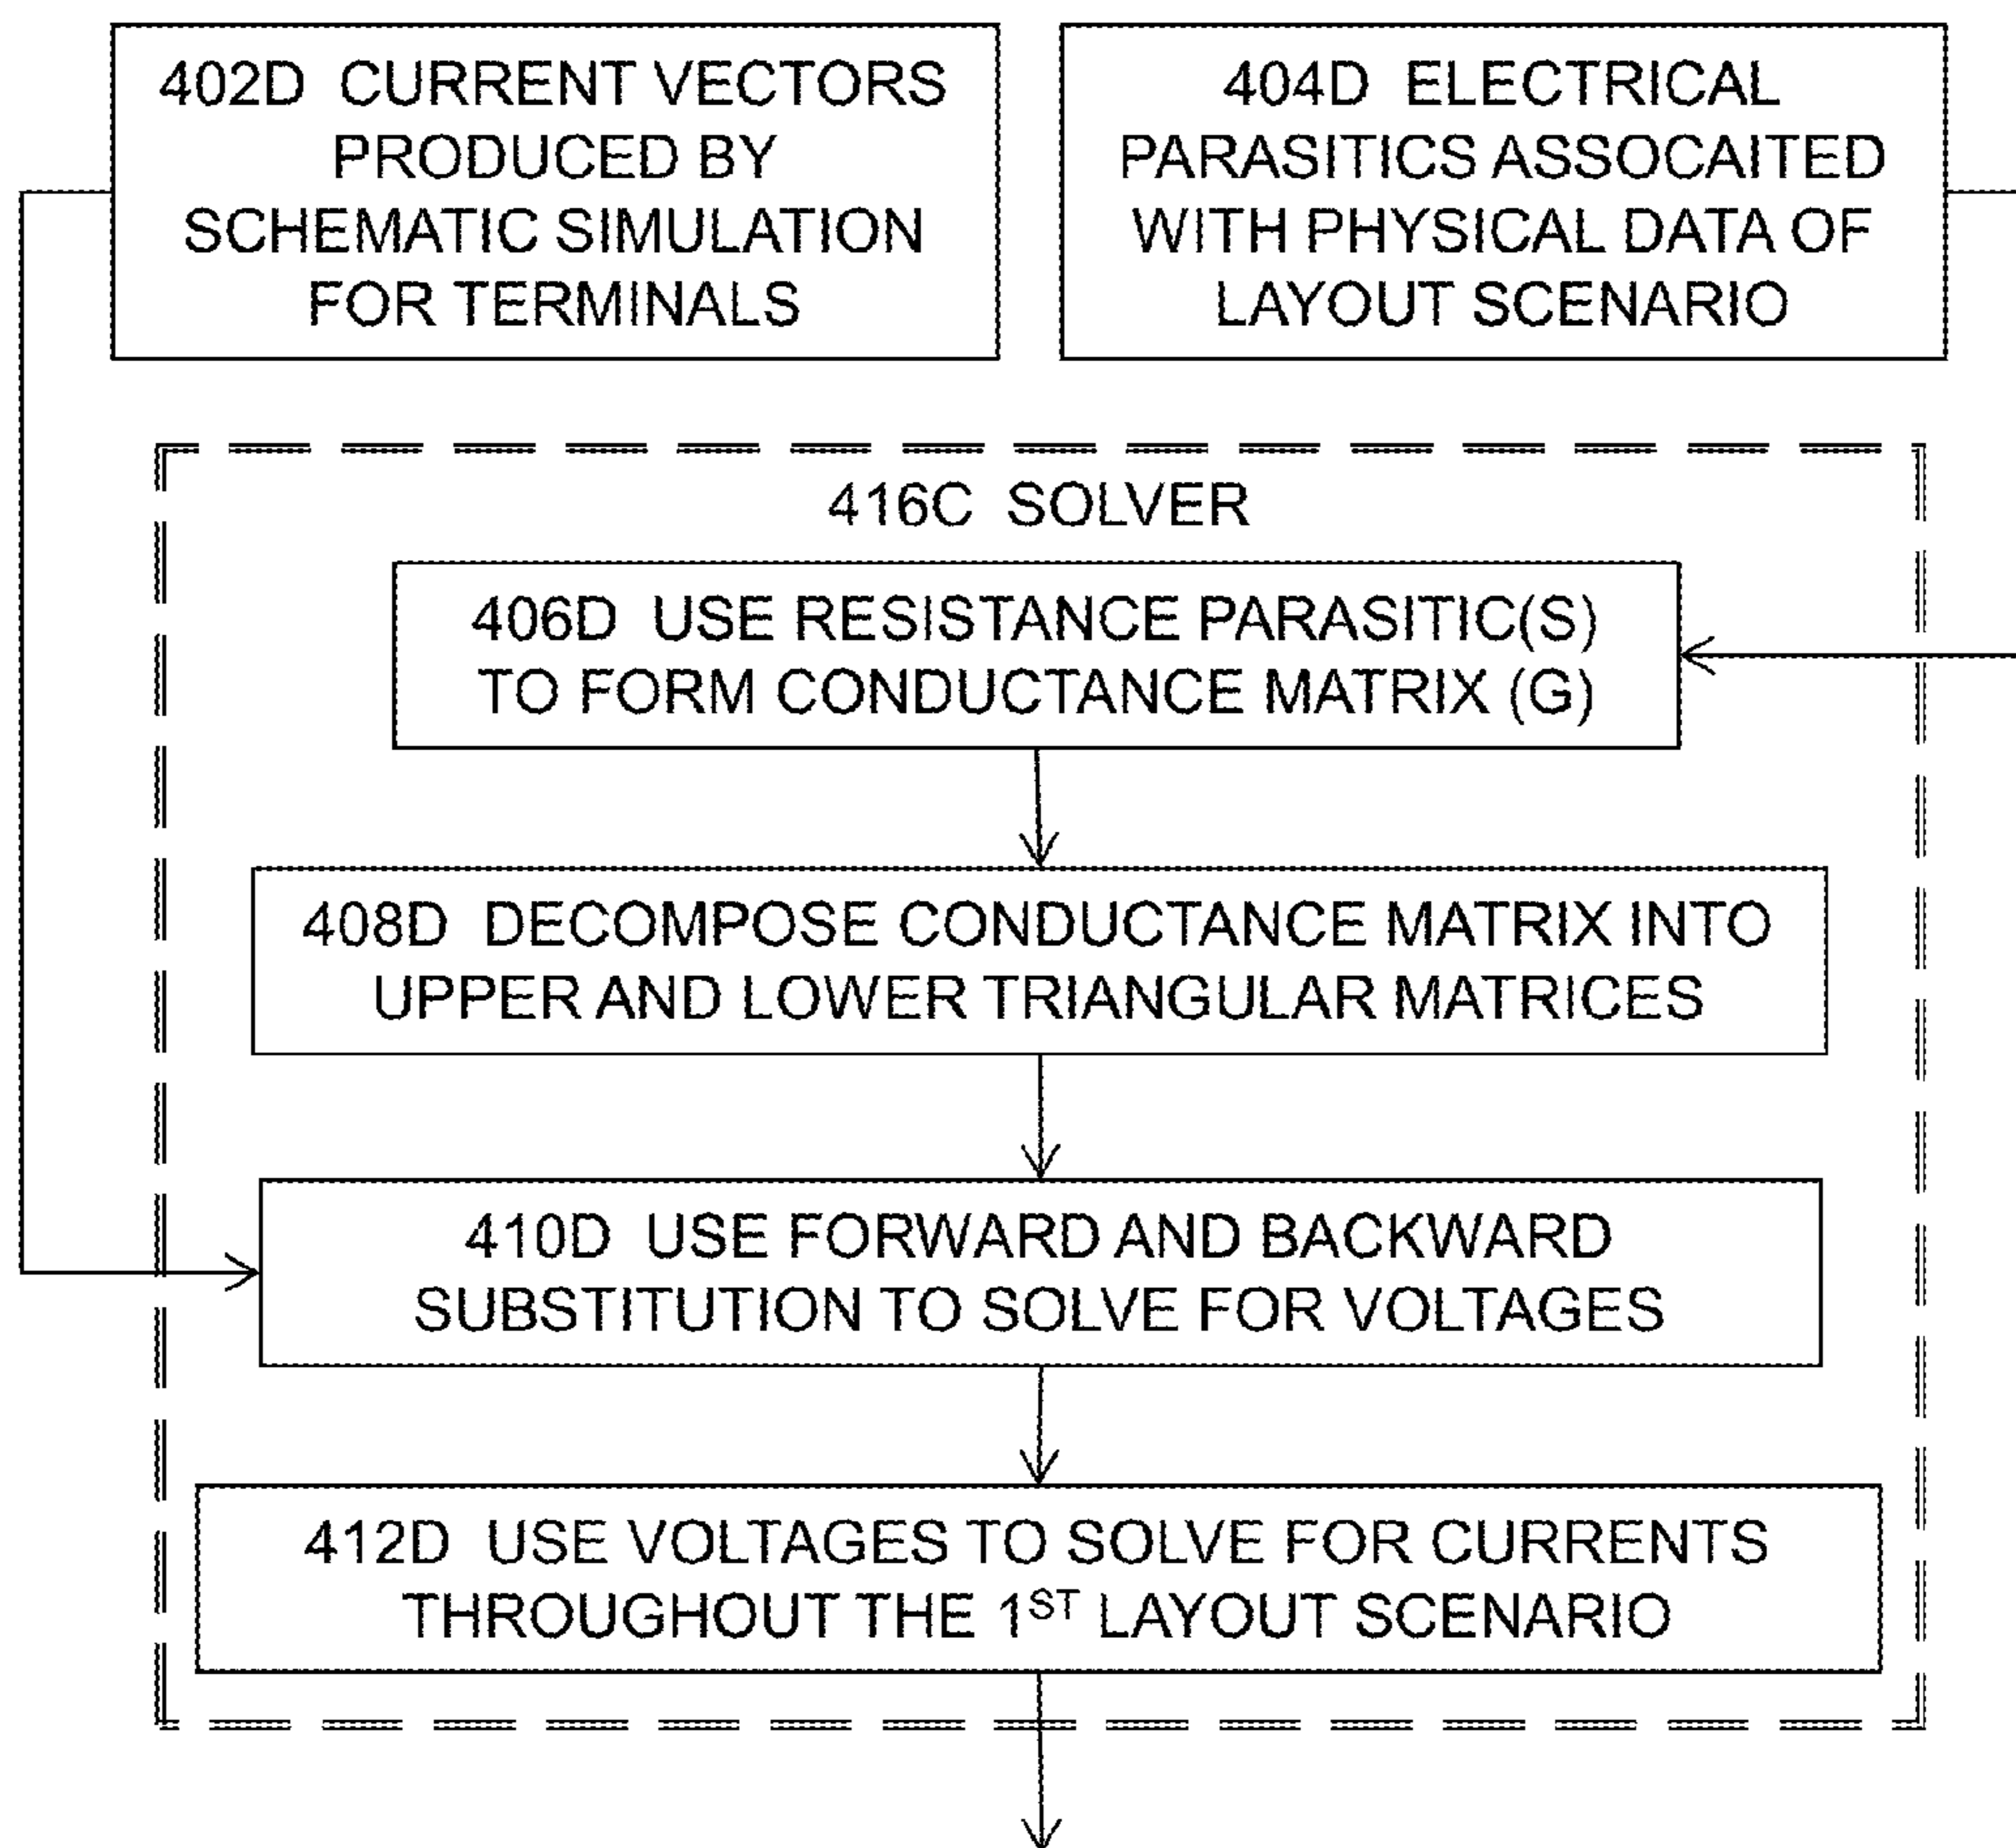 402D CURRENT VECTORS
PRODUCED BY
SCHEMATIC SIMULATION
FOR TERMINALS
404D ELECTRICAL
PARASITICS ASSOCAITED
WITH PHYSICAL DATA OF
LAYOUT SCENARIO
416C SOLVER
406D USE RESISTANCE PARASITIC(S)
TO FORM CONDUCTANCE MATRIX (G)
408D DECOMPOSE CONDUCTANCE MATRIX INTO
UPPER AND LOWER TRIANGULAR MATRICES
410D USE FORWARD AND BACKWARD
SUBSTITUTION TO SOLVE FOR VOLTAGES
412D USE VOLTAGES TO SOLVE FOR CURRENTS
THROUGHOUT THE 1ST LAYOUT SCENARIO